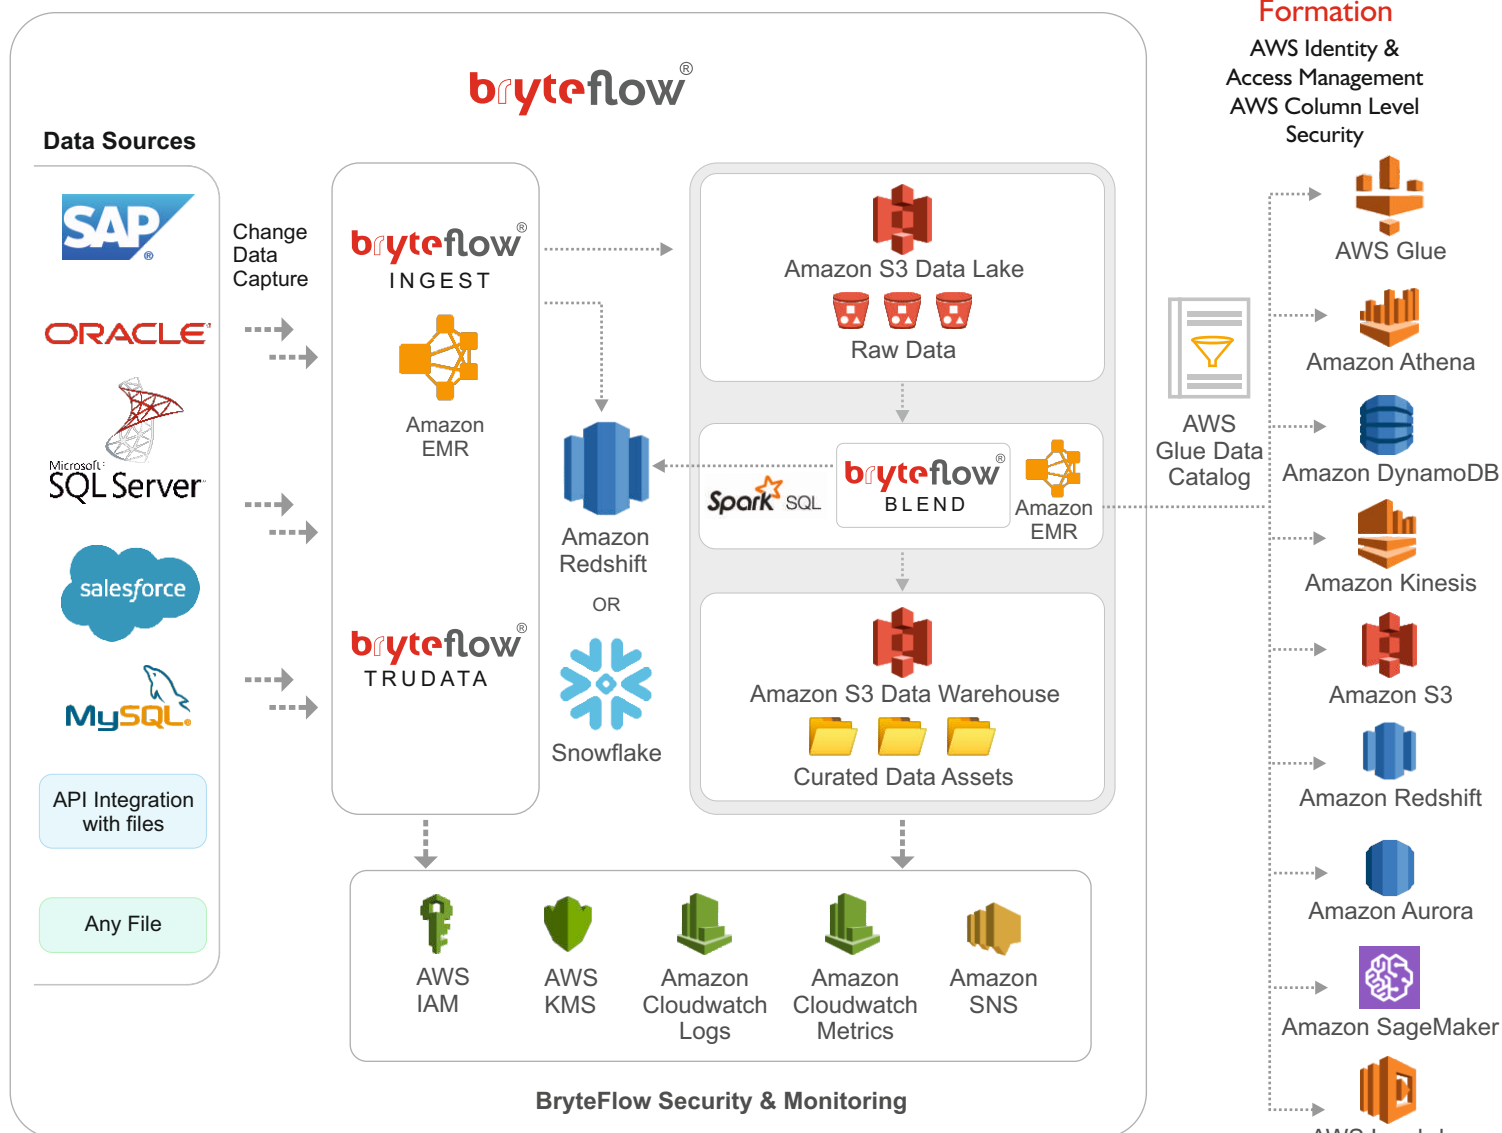 Formation
AWS Identity &
Access Management
AWS Column Level
Security
bryteflow®
Data Sources
SAP®
ORACLE®
Microsoft®
SQL Server
salesforce
MySQL®
API Integration
with files
Any File
Change
Data
Capture
bryteflow®
INGEST
Amazon
EMR
bryteflow®
TRUDATA
Amazon
Redshift
OR
Snowflake
Amazon S3 Data Lake
Raw Data
Spark SQL
bryteflow®
BLEND
Amazon
EMR
Amazon S3 Data Warehouse
Curated Data Assets
AWS
IAM
AWS
KMS
Amazon
Cloudwatch
Logs
Amazon
Cloudwatch
Metrics
Amazon
SNS
BryteFlow Security & Monitoring
AWS
Glue Data
Catalog
AWS Glue
Amazon Athena
Amazon DynamoDB
Amazon Kinesis
Amazon S3
Amazon Redshift
Amazon Aurora
Amazon SageMaker
AWS Lambda